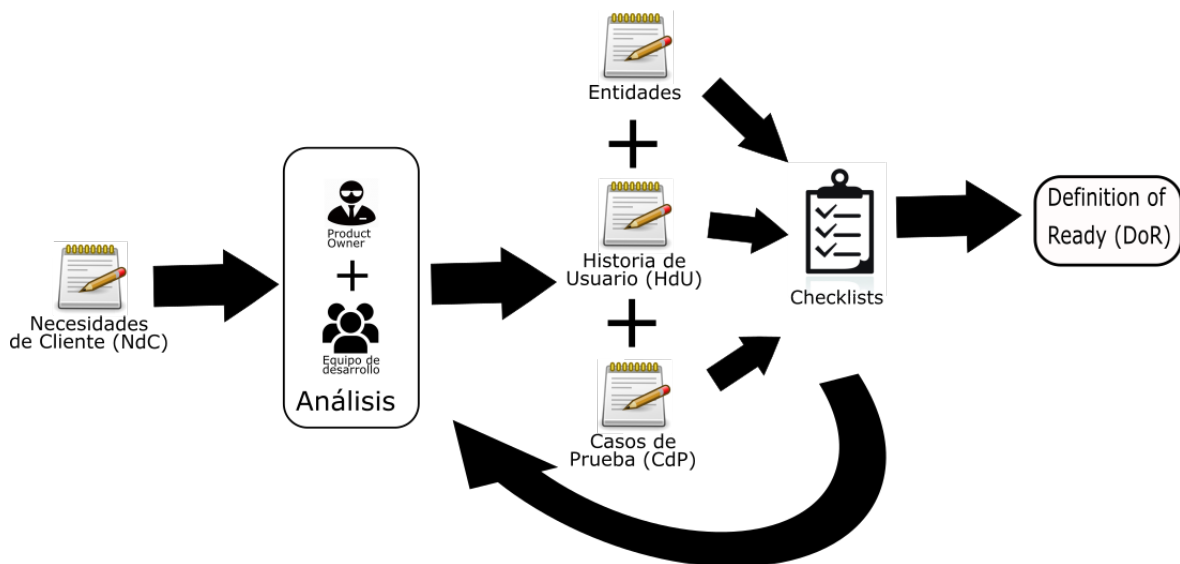 Necesidades
de Cliente (NdC)
Product
Owner
Equipo de
desarrollo
Análisis
Entidades
Historia de
Usuario (HdU)
Casos de
Prueba (CdP)
Checklists
Definition of
Ready (DoR)